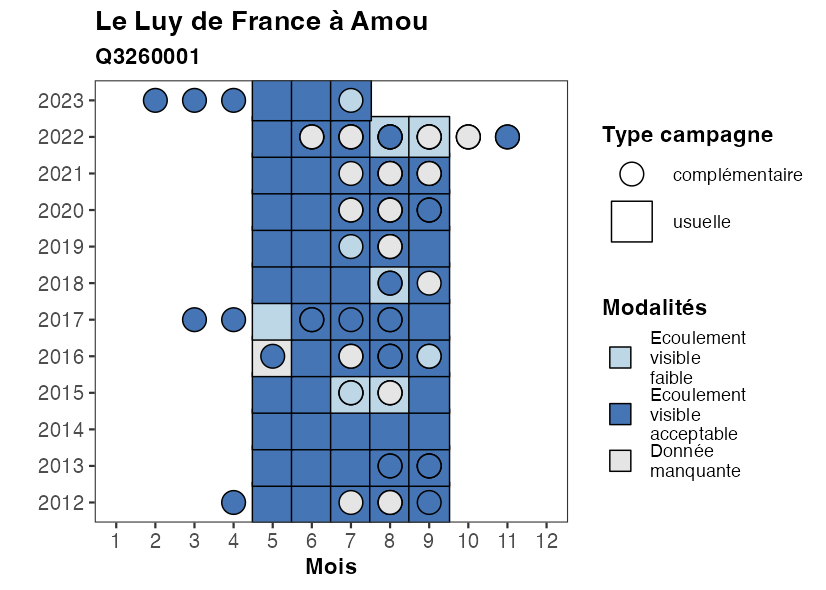 Le Luy de France à Amou
Q3260001
2023
2022
2021
2020
2019
2018
2017
2016
2015
2014
2013
2012
1 2 3 4 5 6 7 8 9 10 11 12
Mois
Type campagne
complémentaire
usuelle
Modalités
Ecoulement
visible
faible
Ecoulement
visible
acceptable
Donnée
manquante